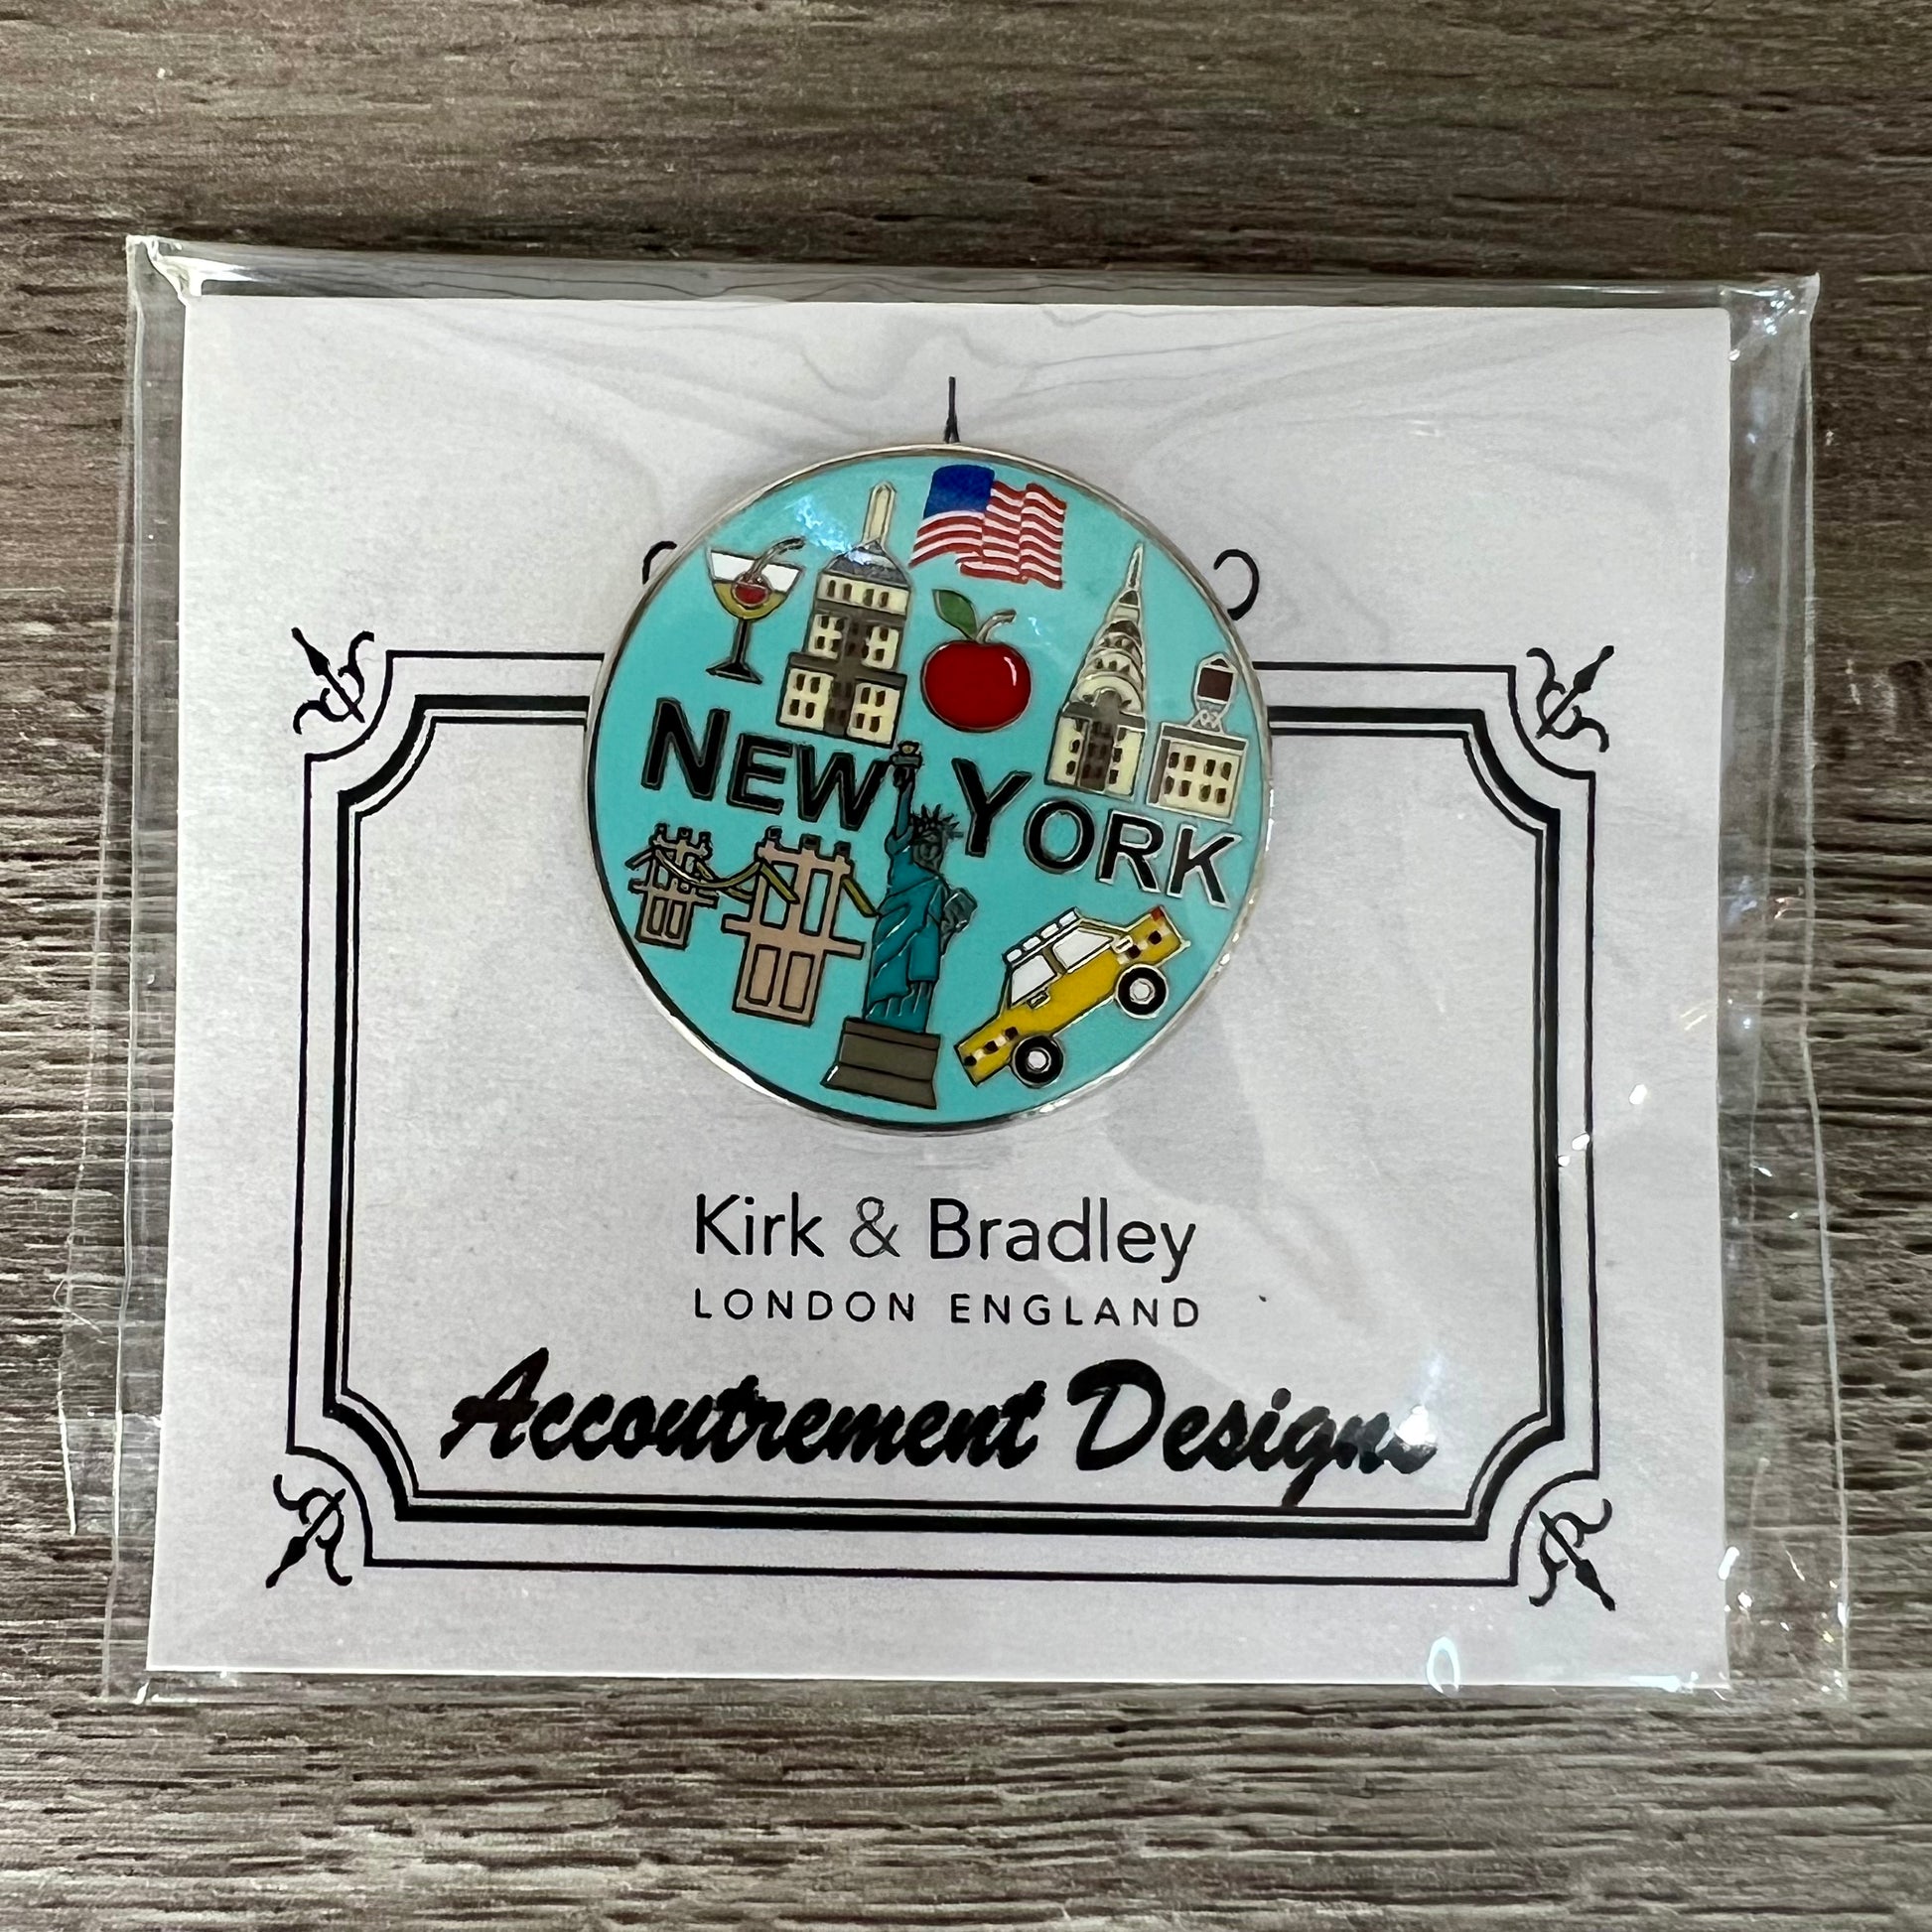 NEW YORK
Kirk & Bradley
LONDON ENGLAND
Accoutrement Designs